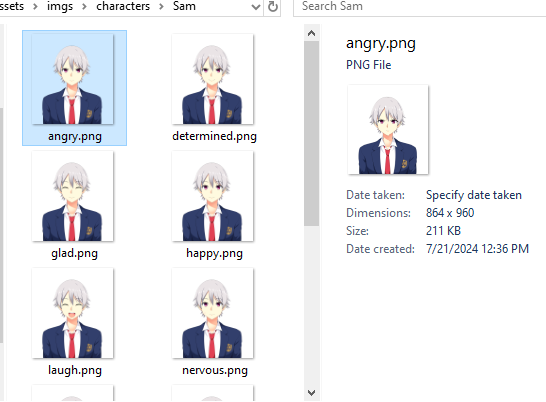 ssets > imgs > characters > Sam
Search Sam
angry.png
determined.png
glad.png
happy.png
laugh.png
nervous.png
angry.png
PNG File
Date taken: Specify date taken
Dimensions: 864 x 960
Size: 211 KB
Date created: 7/21/2024 12:36 PM